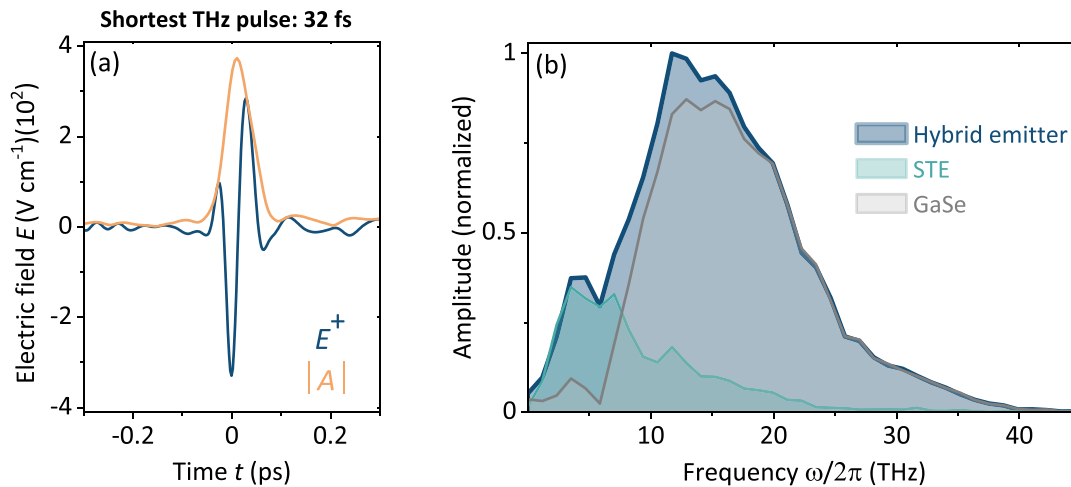 Shortest THz pulse: 32 fs
(a)
Electric field E (V cm⁻¹)(10²)
4
2
0
-2
-4
E⁺
|A|
-0.2
0
0.2
Time t (ps)
(b)
Amplitude (normalized)
1
0.5
0
Hybrid emitter
STE
GaSe
10
20
30
40
Frequency ω/2π (THz)